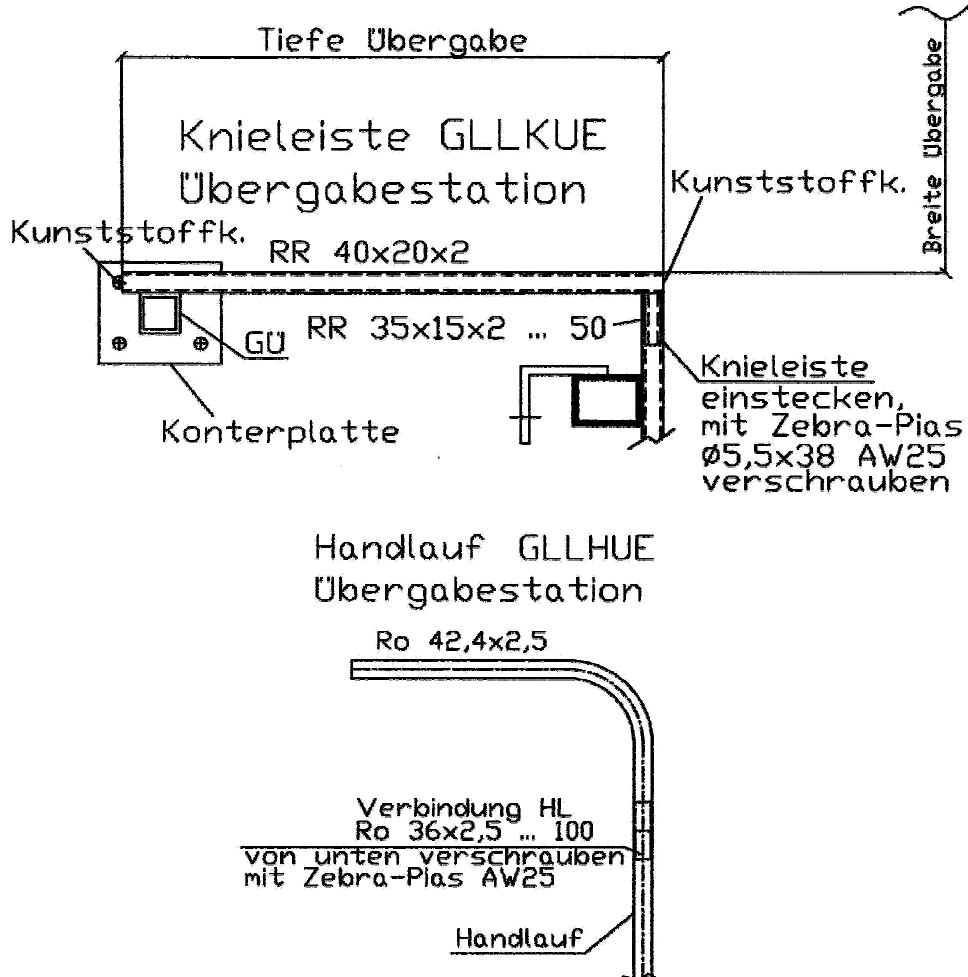 Tiefe Übergabe
Breite Übergabe
Knieleiste GLLKUE
Übergabestation
Kunststoffk.
Kunststoffk.
RR 40x20x2
RR 35x15x2 ... 50
GÜ
Knieleiste
einstecken,
mit Zebra-Pias
Ø5,5x38 AW25
verschrauben
Konterplatte
Handlauf GLLHUE
Übergabestation
Ro 42,4x2,5
Verbindung HL
Ro 36x2,5 ... 100
von unten verschrauben
mit Zebra-Pias AW25
Handlauf